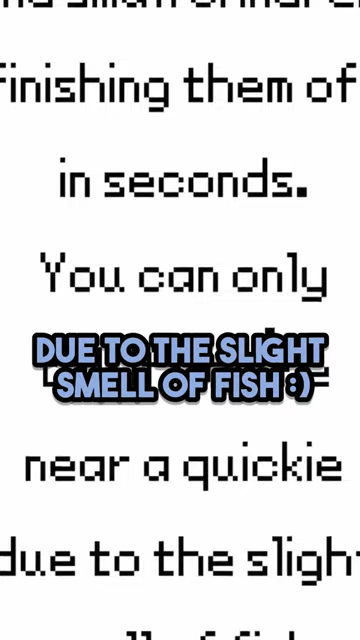 finishing them of
in seconds.
You can only
DUE TO THE SLIGHT
SMELL OF FISH :)
near a quickie
due to the slight